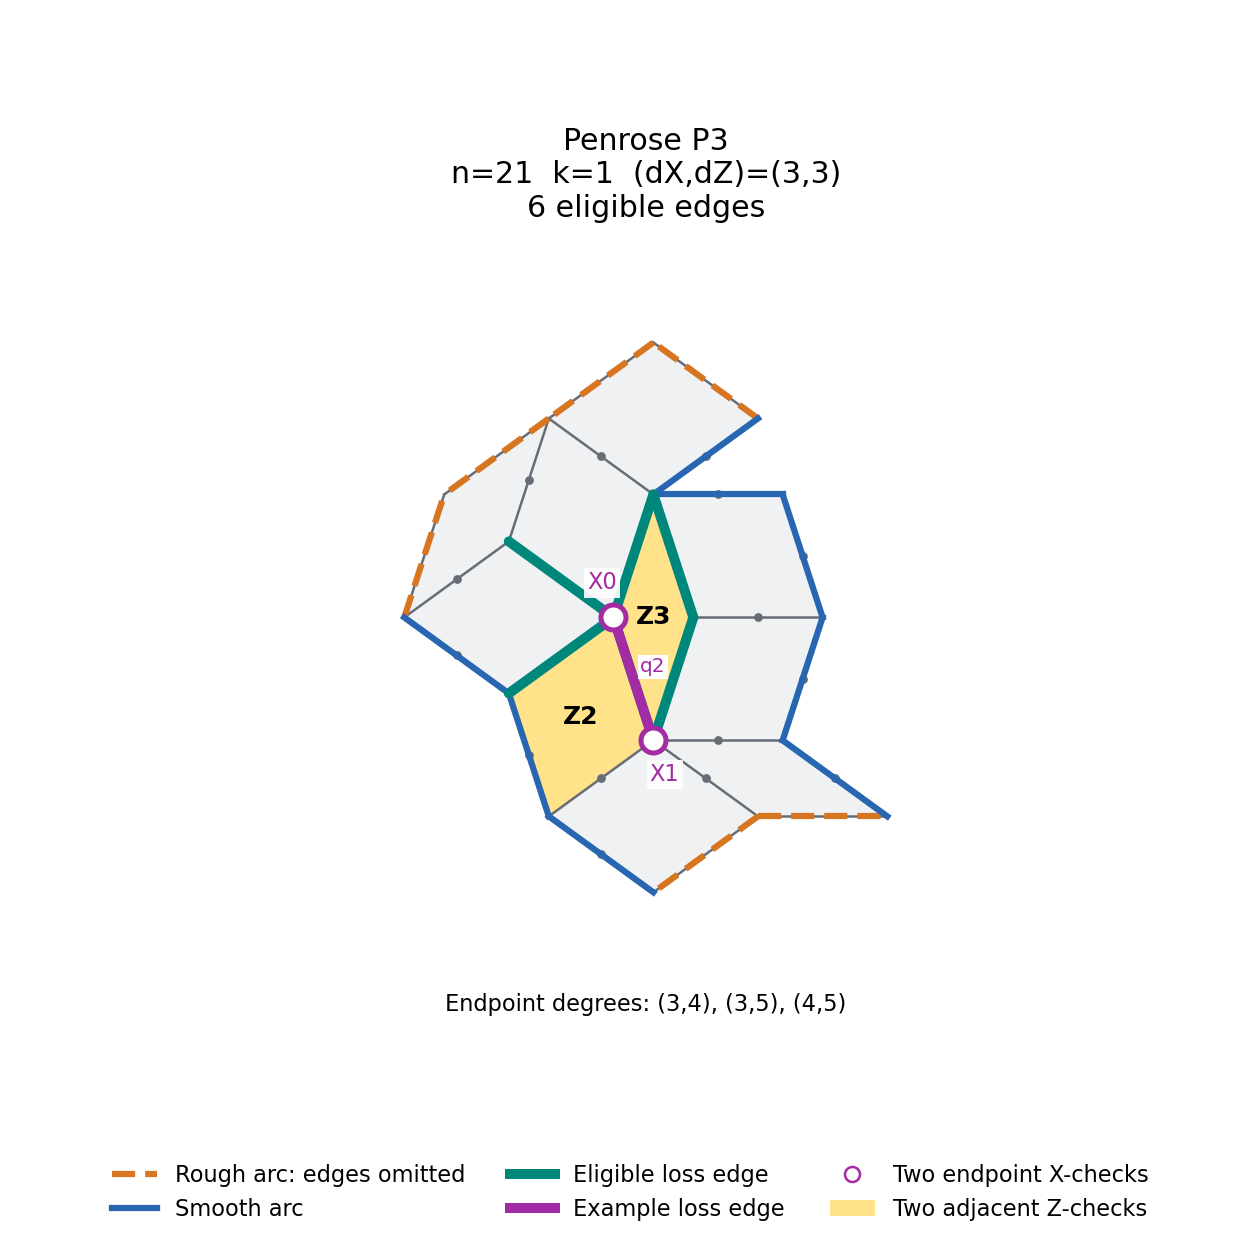 Penrose P3
n=21 k=1 (dX,dZ)=(3,3)
6 eligible edges
X0
Z3
q2
Z2
X1
Endpoint degrees: (3,4), (3,5), (4,5)
Rough arc: edges omitted
Smooth arc
Eligible loss edge
Example loss edge
Two endpoint X-checks
Two adjacent Z-checks